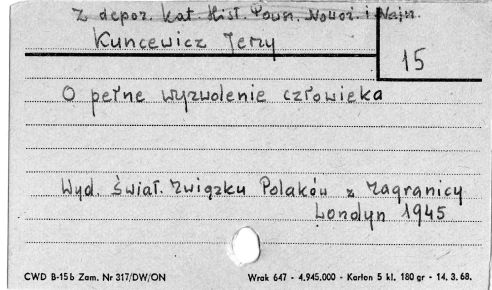 Z depoz. Kat. Hist. Pows. Nowoż. i Najn.
Kuncewicz Jerzy
15
O pełne wyzwolenie człowieka
Wyd. Świat. Związku Polaków z Zagranicy
Londyn 1945
CWD B-15b Zam. Nr 317/DW/ON Wrak 647 - 4.945.000 - Karton 5 kl. 180 gr - 14. 3. 68.